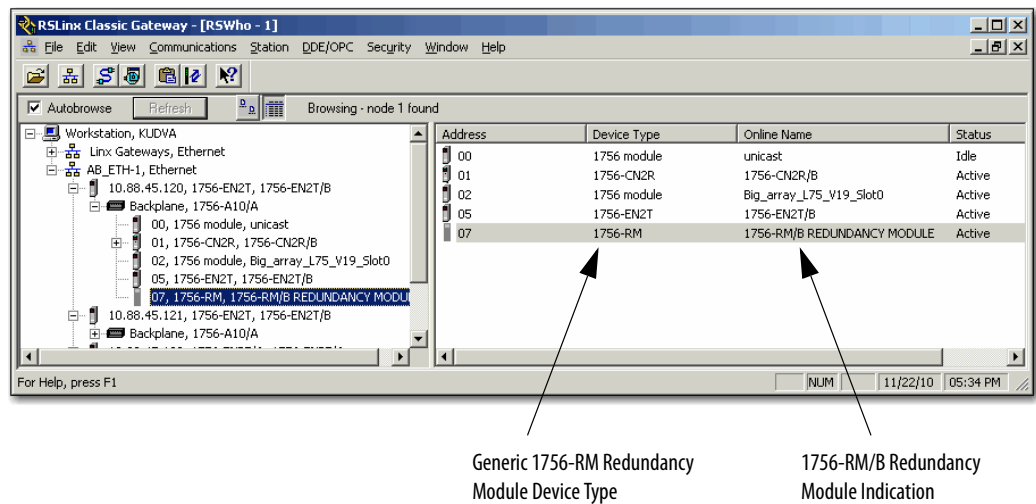 RSLinx Classic Gateway - [RSWho - 1]
File Edit View Communications Station DDE/OPC Security Window Help
Autobrowse Refresh Browsing - node 1 found
Workstation, KUDVA
Linx Gateways, Ethernet
AB_ETH-1, Ethernet
10.88.45.120, 1756-EN2T, 1756-EN2T/B
Backplane, 1756-A10/A
00, 1756 module, unicast
01, 1756-CN2R, 1756-CN2R/B
02, 1756 module, Big_array_L75_V19_Slot0
05, 1756-EN2T, 1756-EN2T/B
07, 1756-RM, 1756-RM/B REDUNDANCY MODUL
10.88.45.121, 1756-EN2T, 1756-EN2T/B
Backplane, 1756-A10/A
Address Device Type Online Name Status
00 1756 module unicast Idle
01 1756-CN2R 1756-CN2R/B Active
02 1756 module Big_array_L75_V19_Slot0 Active
05 1756-EN2T 1756-EN2T/B Active
07 1756-RM 1756-RM/B REDUNDANCY MODULE Active
For Help, press F1 NUM 11/22/10 05:34 PM
Generic 1756-RM Redundancy
Module Device Type
1756-RM/B Redundancy
Module Indication